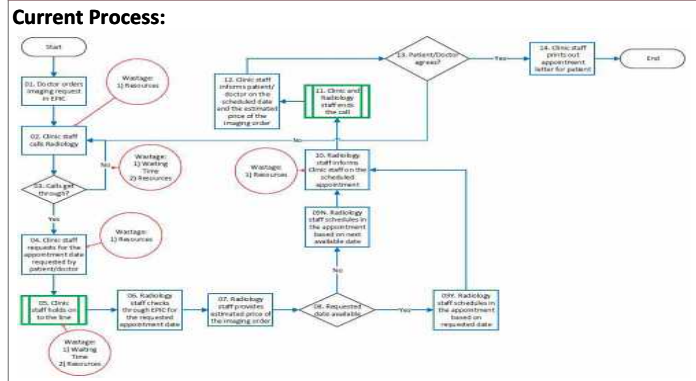 Current Process:
Start
01. Doctor orders
imaging request
in EPIC
Wastage:
1) Resources
02. Clinic staff
calls Radiology
No
Wastage:
1) Waiting
Time
2) Resources
03. Calls get
through?
Yes
04. Clinic staff
requests for the
appointment date
requested by
patient/doctor
Wastage:
1) Resources
05. Clinic
staff holds on
to the line
Wastage:
1) Waiting
Time
2) Resources
06. Radiology
staff checks
through EPIC for
the requested
appointment date
07. Radiology
staff provides
estimated price of
the imaging order
08. Requested
date available
Yes
09Y. Radiology
staff schedules in
the appointment
based on
requested date
No
09N. Radiology
staff schedules in
the appointment
based on next
available date
10. Radiology
staff informs
Clinic staff on the
scheduled
appointment
Wastage:
1) Resources
11. Clinic and
Radiology
staff ends
the call
12. Clinic staff
informs patient/
doctor on the
scheduled date
and the estimated
price of the
imaging order
13. Patient/Doctor
agrees?
No
Yes
14. Clinic staff
prints out
appointment
letter for patient
End